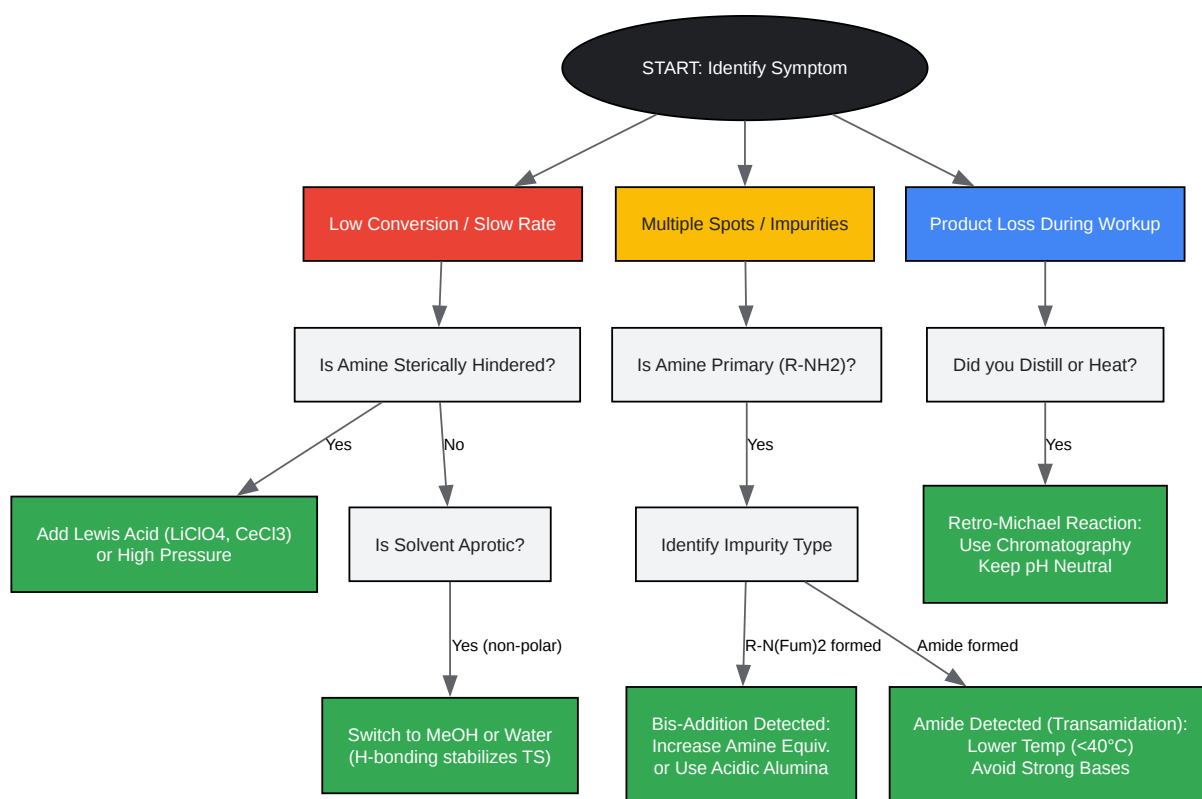 START: Identify Symptom
Low Conversion / Slow Rate
Multiple Spots / Impurities
Product Loss During Workup
Is Amine Sterically Hindered?
Is Amine Primary (R-NH2)?
Did you Distill or Heat?
Yes
No
Yes
Yes
Add Lewis Acid (LiClO4, CeCl3)
or High Pressure
Is Solvent Aprotic?
Identify Impurity Type
Retro-Michael Reaction:
Use Chromatography
Keep pH Neutral
Yes (non-polar)
R-N(Fum)2 formed
Amide formed
Switch to MeOH or Water
(H-bonding stabilizes TS)
Bis-Addition Detected:
Increase Amine Equiv.
or Use Acidic Alumina
Amide Detected (Transamidation):
Lower Temp (<40°C)
Avoid Strong Bases